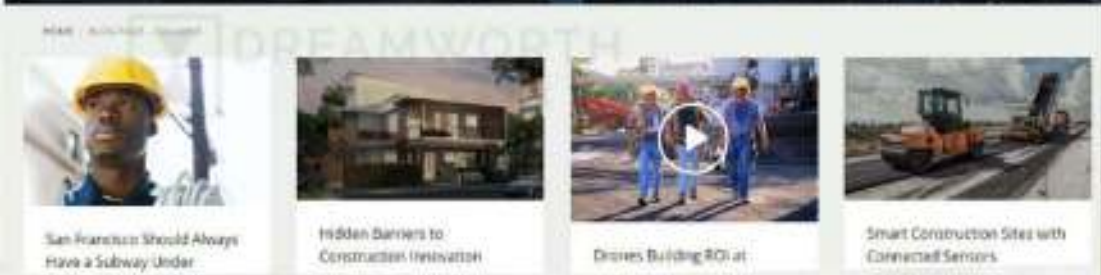 HOME
DREAMWORTH
San Francisco Should Always
Have a Subway Under
Hidden Barriers to
Construction Innovation
Drones Building ROI at
Smart Construction Sites with
Connected Sensors